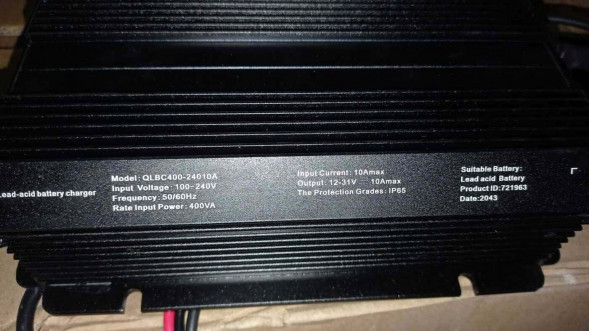 Lead-acid battery charger
Model: QLBC400-24010A
Input Voltage: 100~240V
Frequency: 50/60Hz
Rate Input Power: 400VA
Input Current: 10Amax
Output: 12-31V ⎓ 10Amax
The Protection Grades: IP65
Suitable Battery:
Lead acid Battery
Product ID:721963
Date:2043